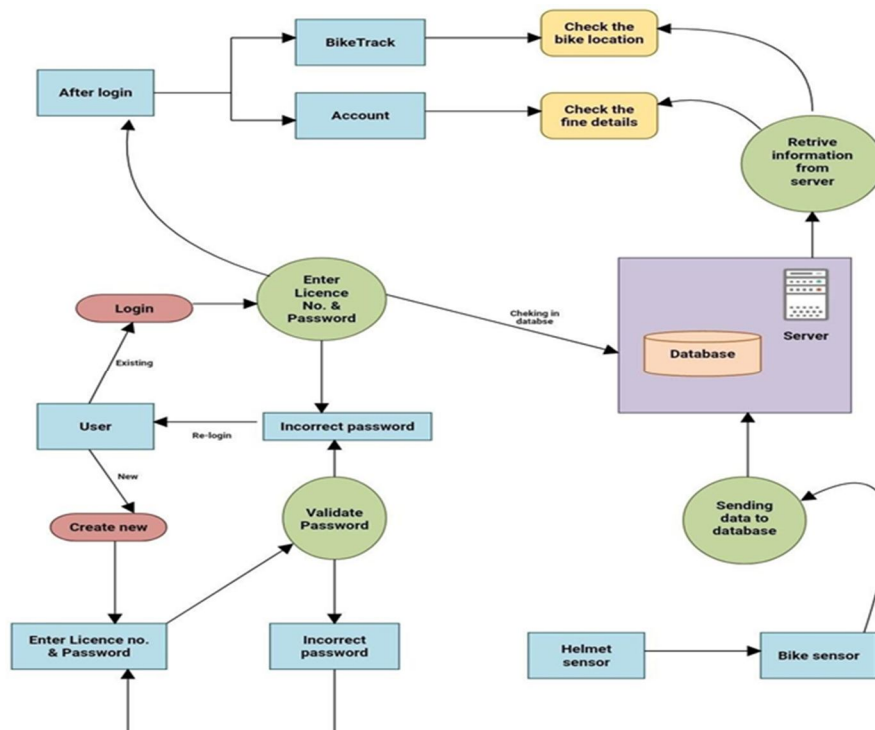 BikeTrack
Check the
bike location
After login
Account
Check the
fine details
Retrive
information
from
server
Enter
Licence
No. &
Password
Login
Cheking in
databse
Server
Database
Existing
User
Incorrect password
Re-login
New
Create new
Validate
Password
Sending
data to
database
Enter Licence no.
& Password
Incorrect
password
Helmet
sensor
Bike sensor